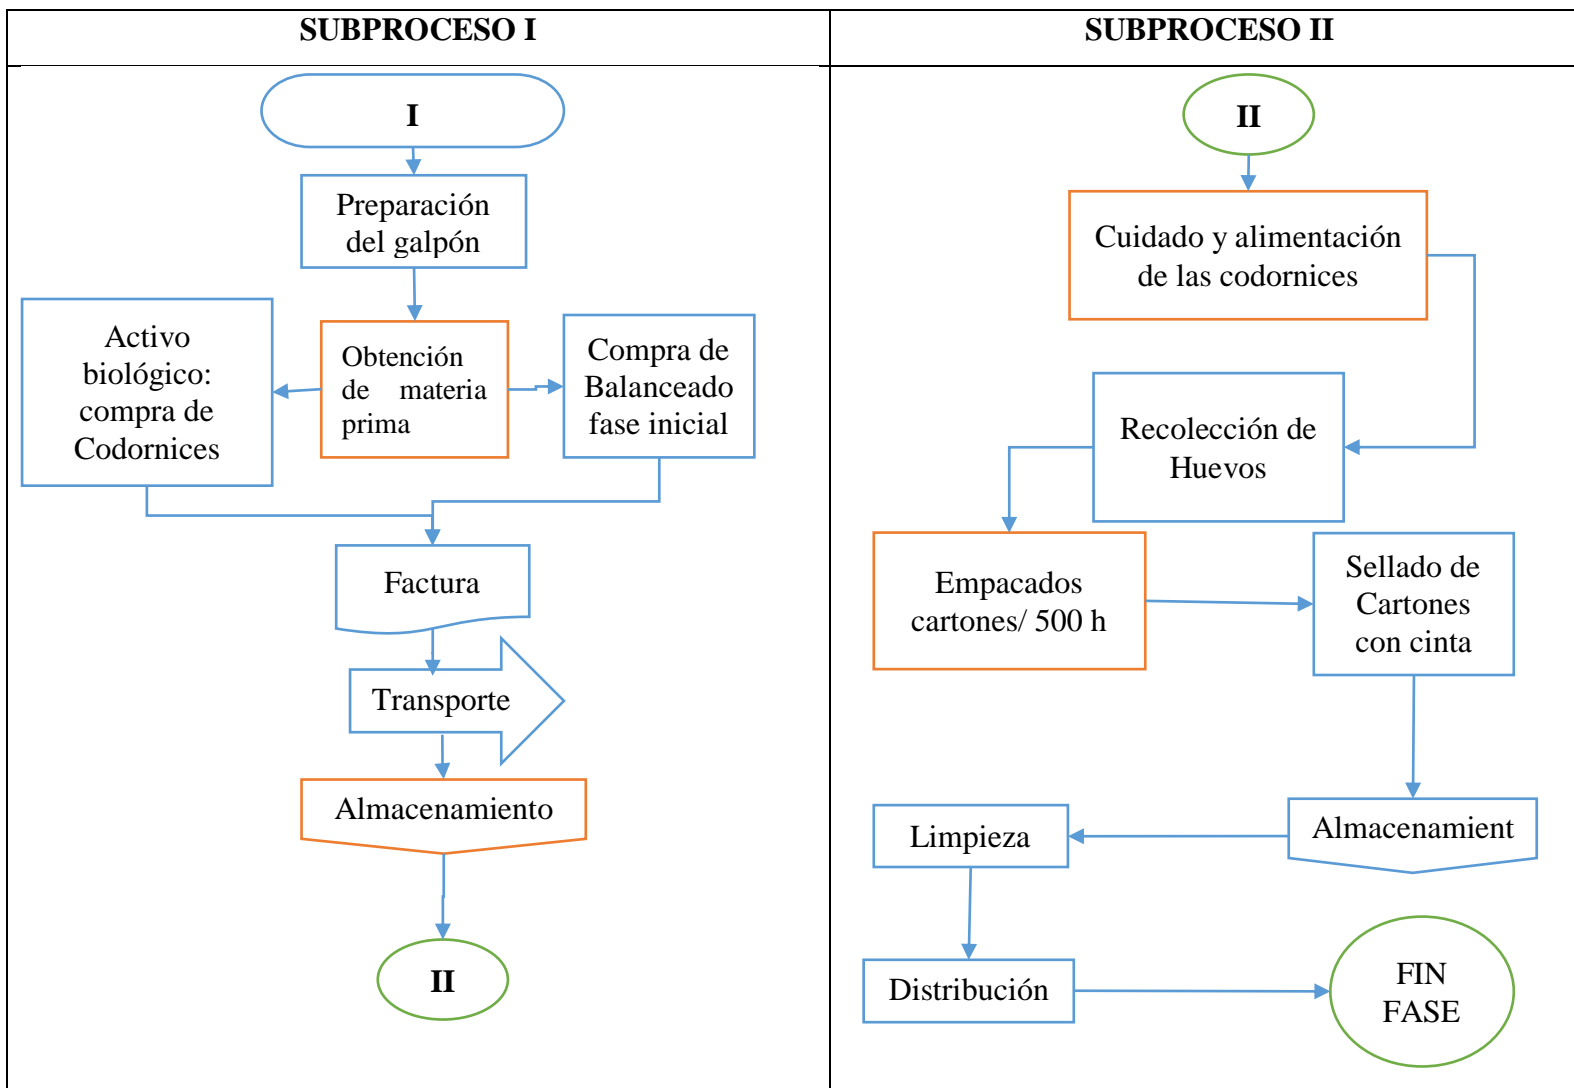 SUBPROCESO I
I
Preparación
del galpón
Activo
biológico:
compra de
Codornices
Obtención
de materia
prima
Compra de
Balanceado
fase inicial
Factura
Transporte
Almacenamiento
II
SUBPROCESO II
II
Cuidado y alimentación
de las codornices
Recolección de
Huevos
Empacados
cartones/ 500 h
Sellado de
Cartones
con cinta
Almacenamient
Limpieza
Distribución
FIN
FASE